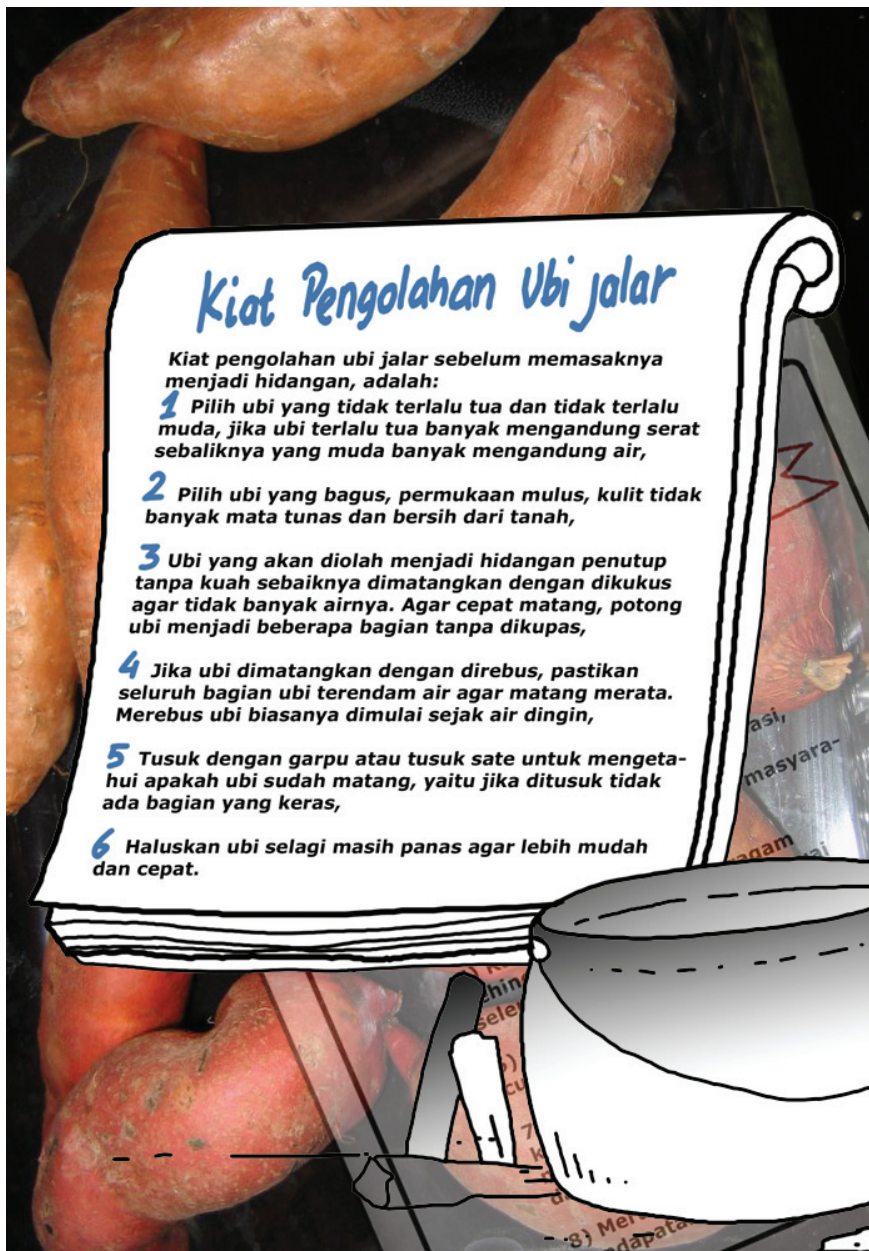 Kiat Pengolahan Ubi jalar
Kiat pengolahan ubi jalar sebelum memasaknya
menjadi hidangan, adalah:
1 Pilih ubi yang tidak terlalu tua dan tidak terlalu
muda, jika ubi terlalu tua banyak mengandung serat
sebaliknya yang muda banyak mengandung air,
2 Pilih ubi yang bagus, permukaan mulus, kulit tidak
banyak mata tunas dan bersih dari tanah,
3 Ubi yang akan diolah menjadi hidangan penutup
tanpa kuah sebaiknya dimatangkan dengan dikukus
agar tidak banyak airnya. Agar cepat matang, potong
ubi menjadi beberapa bagian tanpa dikupas,
4 Jika ubi dimatangkan dengan direbus, pastikan
seluruh bagian ubi terendam air agar matang merata.
Merebus ubi biasanya dimulai sejak air dingin,
5 Tusuk dengan garpu atau tusuk sate untuk mengeta-
hui apakah ubi sudah matang, yaitu jika ditusuk tidak
ada bagian yang keras,
6 Haluskan ubi selagi masih panas agar lebih mudah
dan cepat.
asi,
masyara-
agam
8) Mer